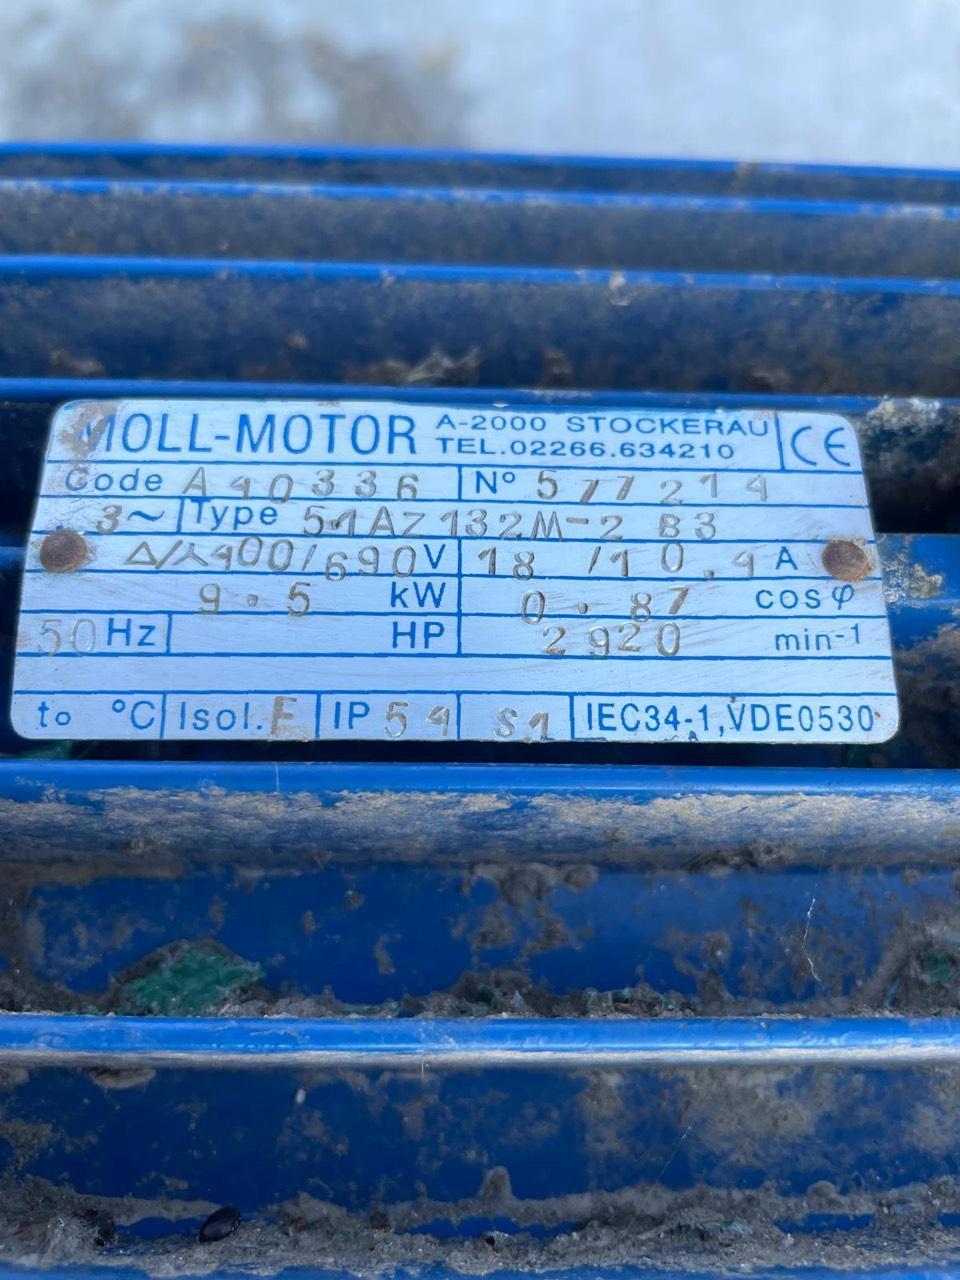 MOLL-MOTOR A-2000 STOCKERAU CE
TEL.02266.634210
Code A40336 Nº 577214
3~ Type 51AZ132M-2 B3
Δ/⅄ 400/690 V 18 /10.4 A
9.5 kW 0.87 cosφ
50 Hz HP 2920 min-1
to °C Isol. F IP 54 S1 IEC34-1,VDE0530